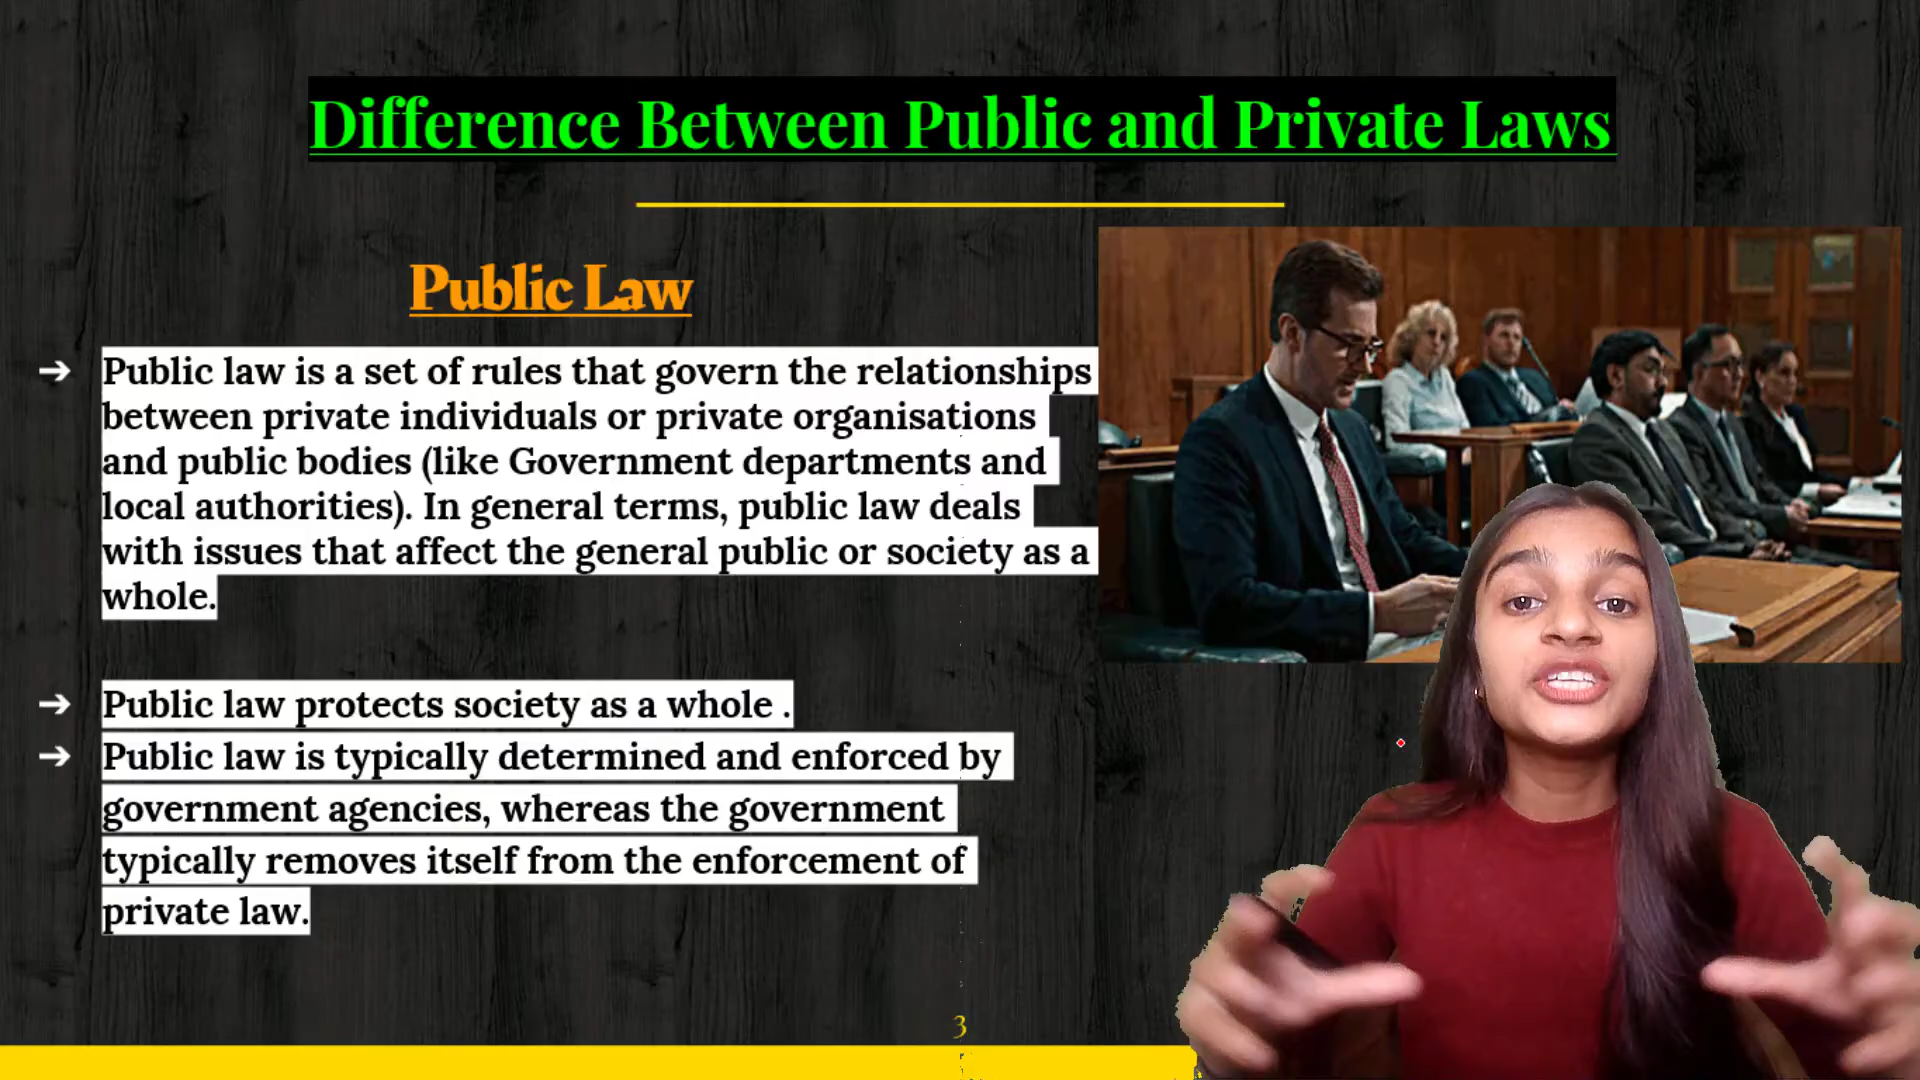 Difference Between Public and Private Laws
Public Law
➔ Public law is a set of rules that govern the relationships
between private individuals or private organisations
and public bodies (like Government departments and
local authorities). In general terms, public law deals
with issues that affect the general public or society as a
whole.
➔ Public law protects society as a whole .
➔ Public law is typically determined and enforced by
government agencies, whereas the government
typically removes itself from the enforcement of
private law.
3